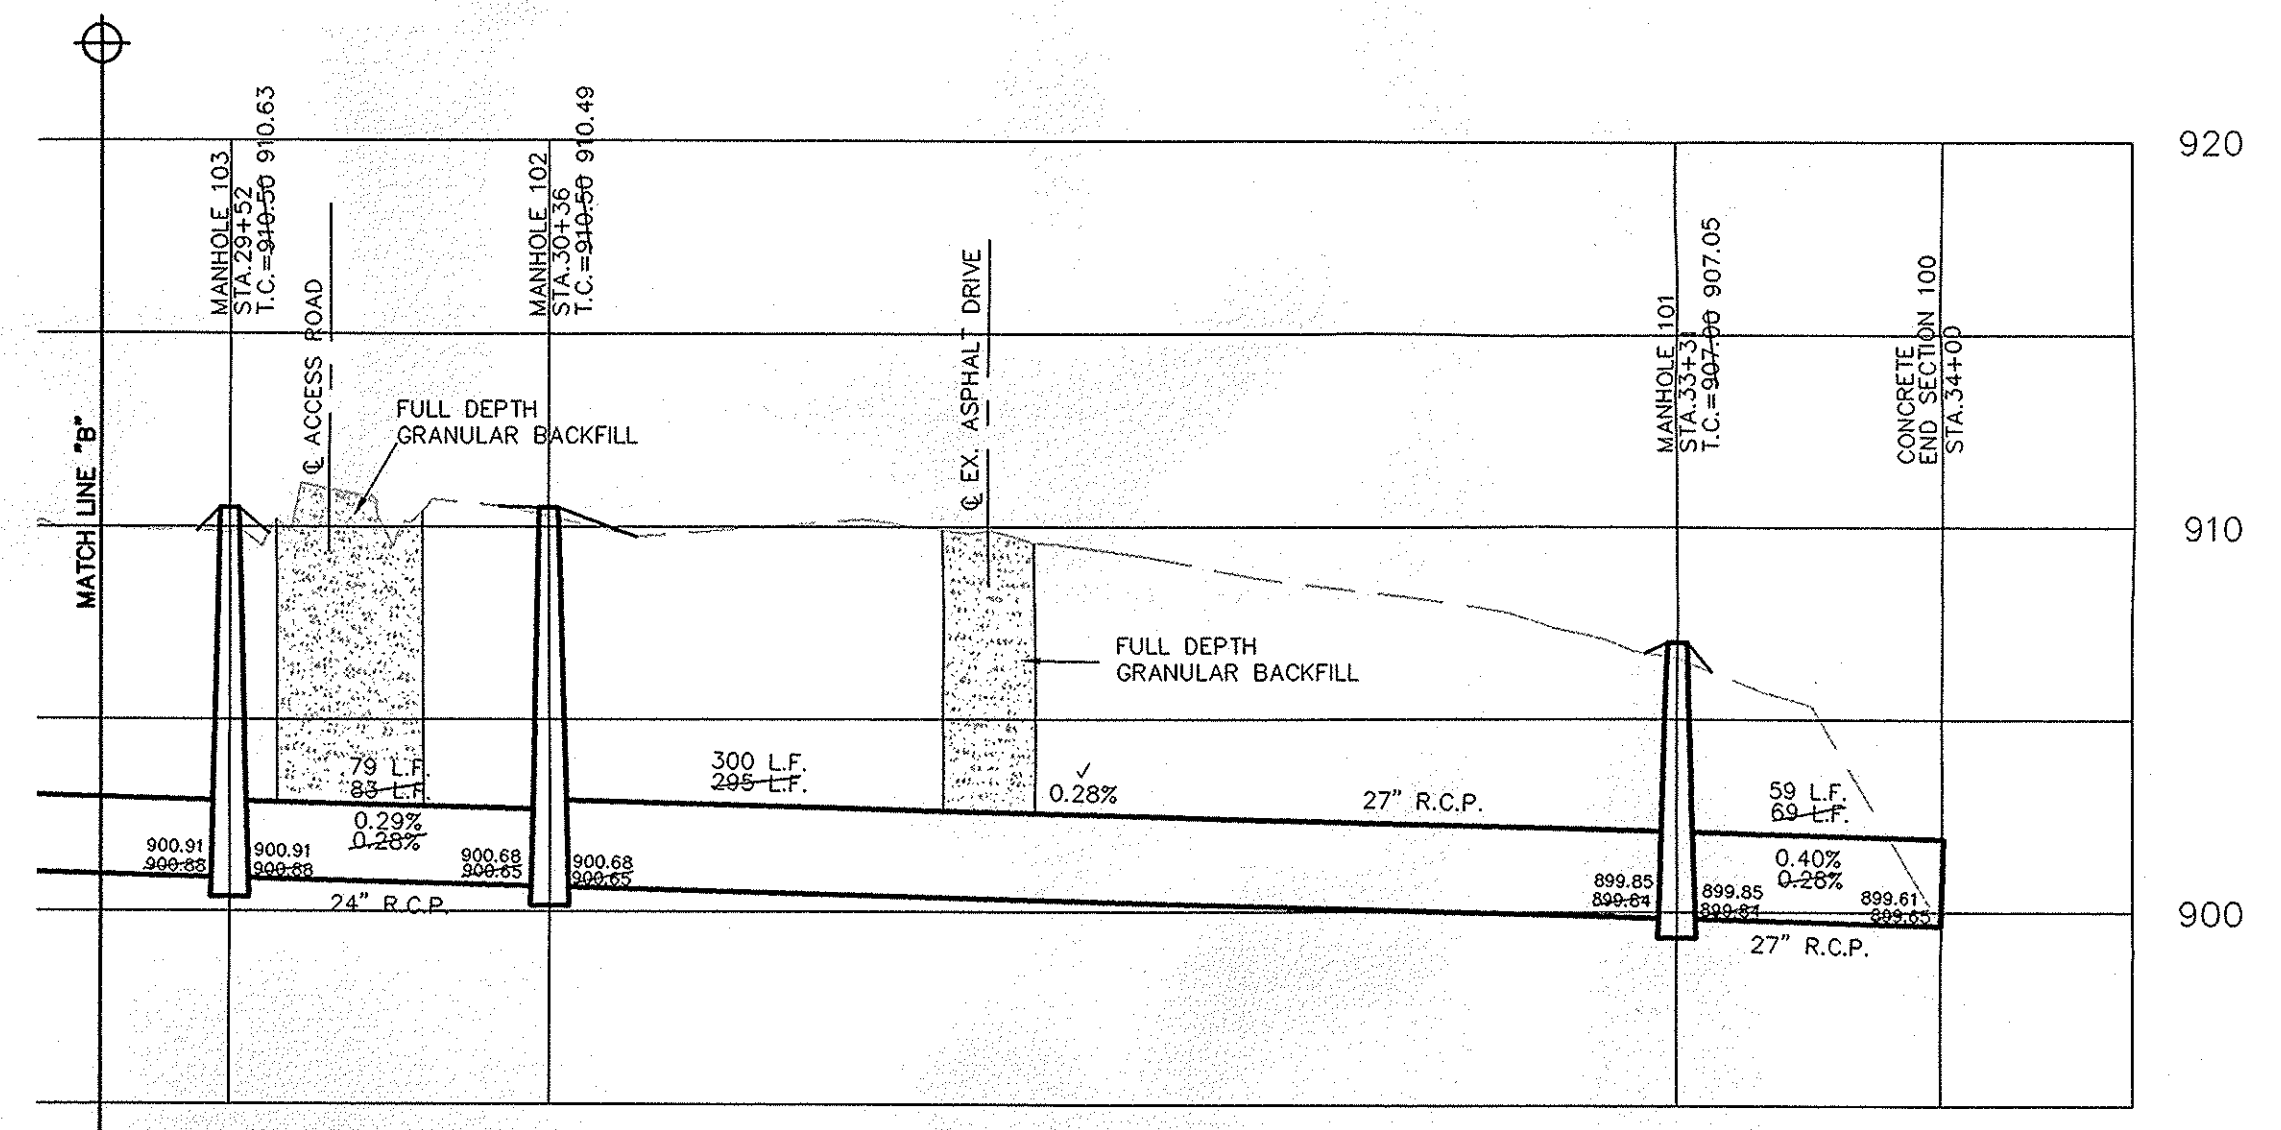 MATCH LINE "B"
MANHOLE 103
STA.29+52
T.C.=910.50 910.63
℄ ACCESS ROAD
FULL DEPTH
GRANULAR BACKFILL
MANHOLE 102
STA.30+36
T.C.=910.50 910.49
℄ EX. ASPHALT DRIVE
FULL DEPTH
GRANULAR BACKFILL
MANHOLE 101
STA.33+31
T.C.=907.00 907.05
CONCRETE
END SECTION 100
STA.34+00
920
910
900
79 L.F.
83 L.F.
0.29%
0.28%
900.91
900.88
900.91
900.88
24" R.C.P.
900.68
900.65
900.68
900.65
300 L.F.
295 L.F.
✓
0.28%
27" R.C.P.
899.85
899.84
899.85
899.84
59 L.F.
69 L.F.
0.40%
0.28%
899.61
899.65
27" R.C.P.